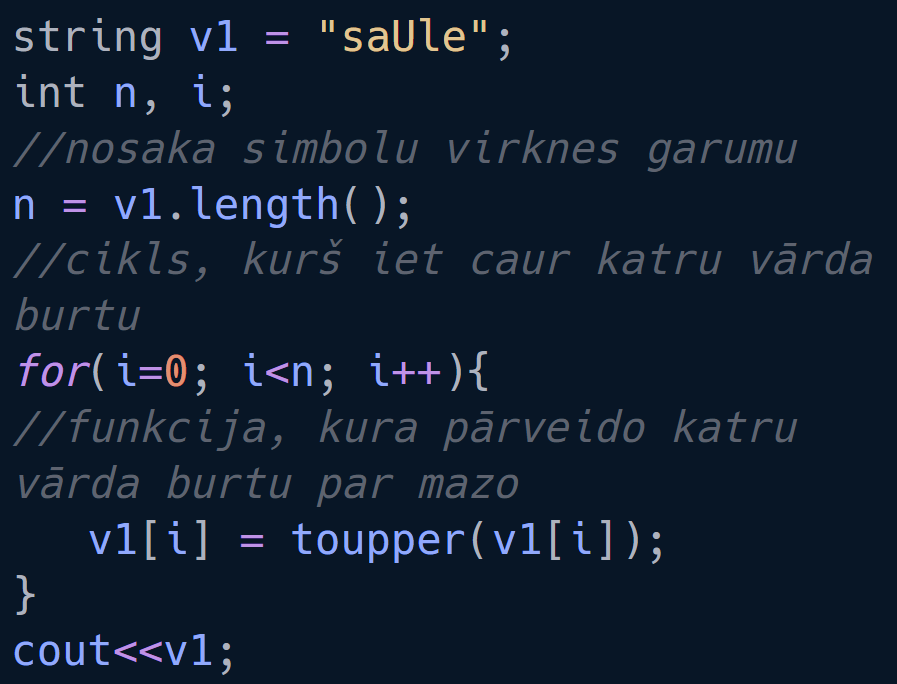 string v1 = "saUle";
int n, i;
//nosaka simbolu virknes garumu
n = v1.length();
//cikls, kurš iet caur katru vārda
burtu
for(i=0; i<n; i++){
//funkcija, kura pārveido katru
vārda burtu par mazo
   v1[i] = toupper(v1[i]);
}
cout<<v1;